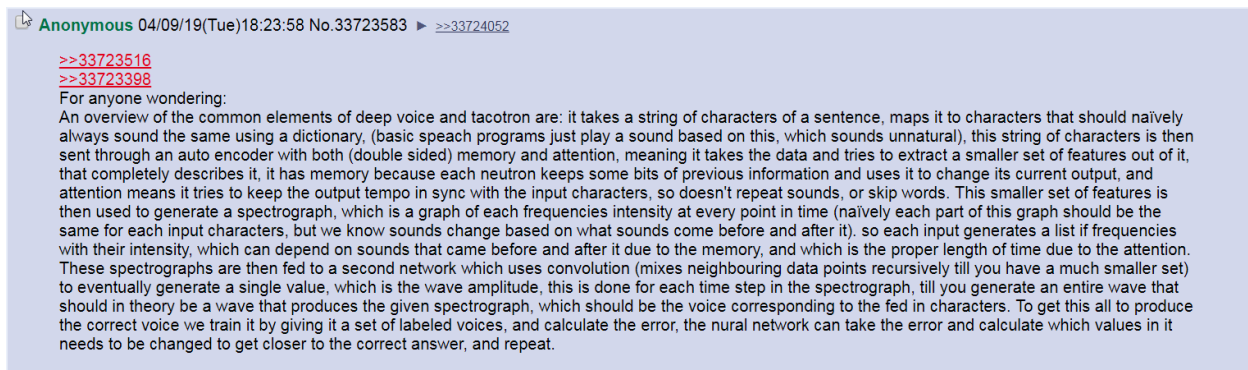 Anonymous 04/09/19(Tue)18:23:58 No.33723583 ▶ >>33724052
>>33723516
>>33723398
For anyone wondering:
An overview of the common elements of deep voice and tacotron are: it takes a string of characters of a sentence, maps it to characters that should naïvely
always sound the same using a dictionary, (basic speach programs just play a sound based on this, which sounds unnatural), this string of characters is then
sent through an auto encoder with both (double sided) memory and attention, meaning it takes the data and tries to extract a smaller set of features out of it,
that completely describes it, it has memory because each neutron keeps some bits of previous information and uses it to change its current output, and
attention means it tries to keep the output tempo in sync with the input characters, so doesn't repeat sounds, or skip words. This smaller set of features is
then used to generate a spectrograph, which is a graph of each frequencies intensity at every point in time (naïvely each part of this graph should be the
same for each input characters, but we know sounds change based on what sounds come before and after it). so each input generates a list if frequencies
with their intensity, which can depend on sounds that came before and after it due to the memory, and which is the proper length of time due to the attention.
These spectrographs are then fed to a second network which uses convolution (mixes neighbouring data points recursively till you have a much smaller set)
to eventually generate a single value, which is the wave amplitude, this is done for each time step in the spectrograph, till you generate an entire wave that
should in theory be a wave that produces the given spectrograph, which should be the voice corresponding to the fed in characters. To get this all to produce
the correct voice we train it by giving it a set of labeled voices, and calculate the error, the nural network can take the error and calculate which values in it
needs to be changed to get closer to the correct answer, and repeat.